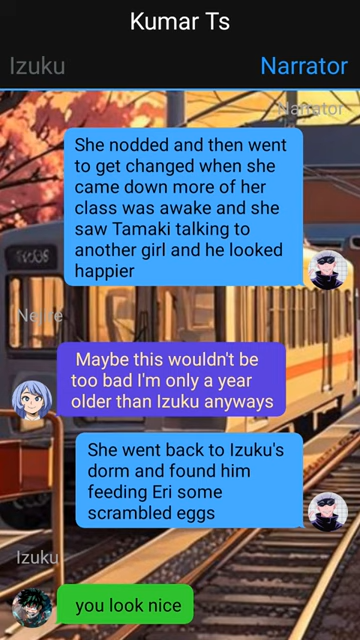 Kumar Ts
Izuku
Narrator
Narrator
She nodded and then went
to get changed when she
came down more of her
class was awake and she
saw Tamaki talking to
another girl and he looked
happier
Nejire
Maybe this wouldn't be
too bad I'm only a year
older than Izuku anyways
She went back to Izuku's
dorm and found him
feeding Eri some
scrambled eggs
Izuku
you look nice